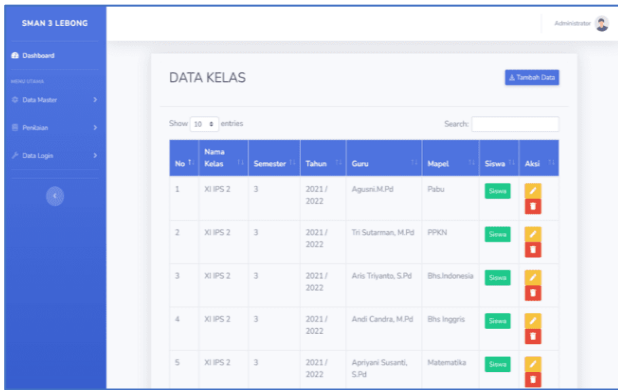 SMAN 3 LEBONG
Administrator
Dashboard
MENU UTAMA
Data Master
Penilaian
Data Login
DATA KELAS
Tambah Data
Show 10 entries
Search:
No Nama Kelas Semester Tahun Guru Mapel Siswa Aksi
1 XI IPS 2 3 2021 / 2022 Agusni.M.Pd Pabu Siswa
2 XI IPS 2 3 2021 / 2022 Tri Sutarman, M.Pd PPKN Siswa
3 XI IPS 2 3 2021 / 2022 Aris Triyanto, S.Pd Bhs.Indonesia Siswa
4 XI IPS 2 3 2021 / 2022 Andi Candra, M.Pd Bhs Inggris Siswa
5 XI IPS 2 3 2021 / 2022 Apriyani Susanti, S.Pd Matematika Siswa